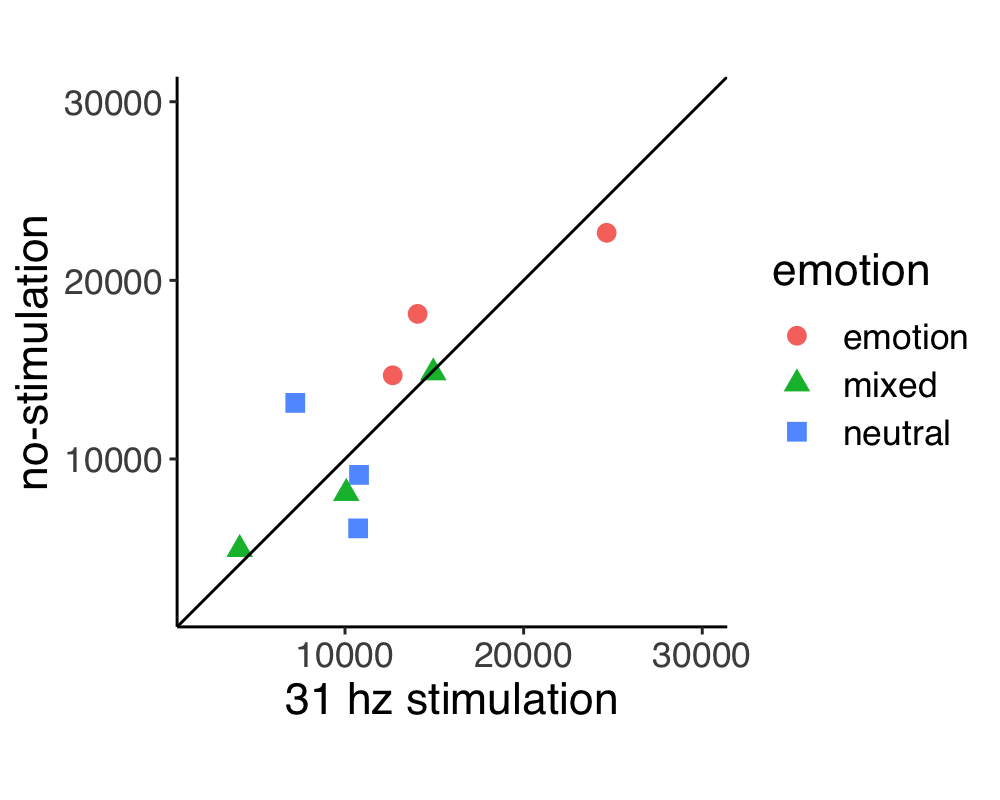 30000
20000
10000
no-stimulation
10000 20000 30000
31 hz stimulation
emotion
emotion
mixed
neutral